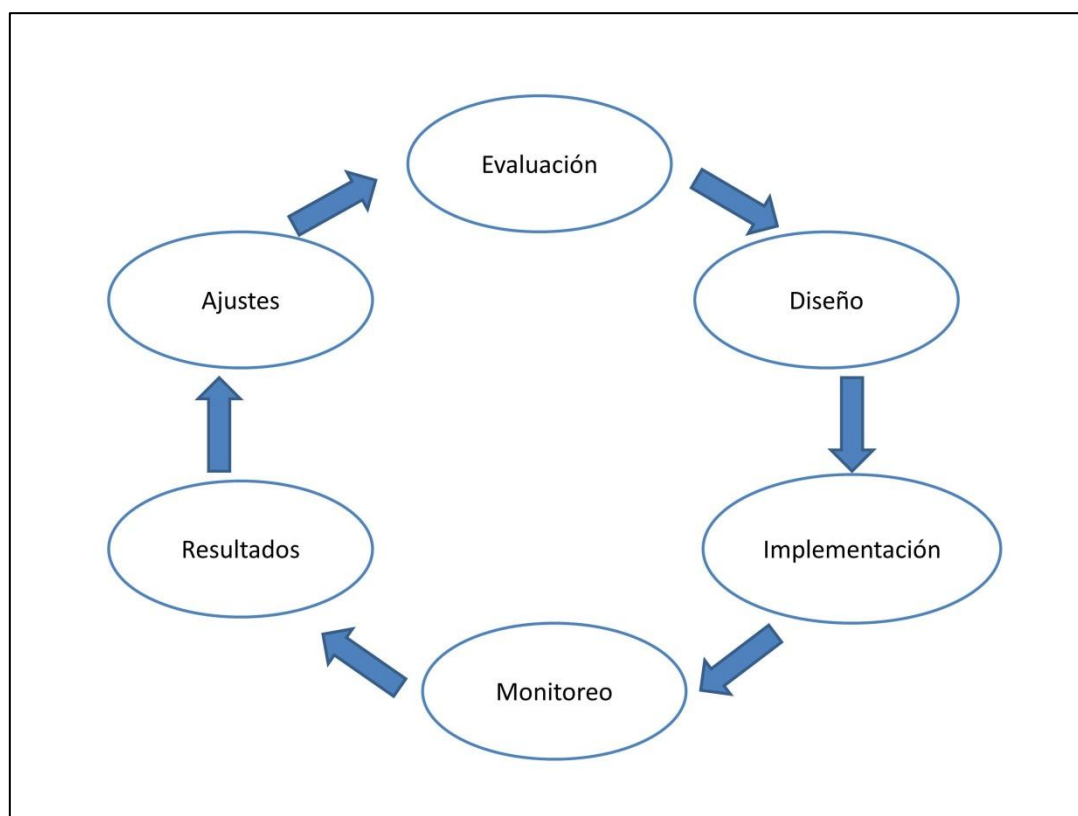 Evaluación
Diseño
Implementación
Monitoreo
Resultados
Ajustes